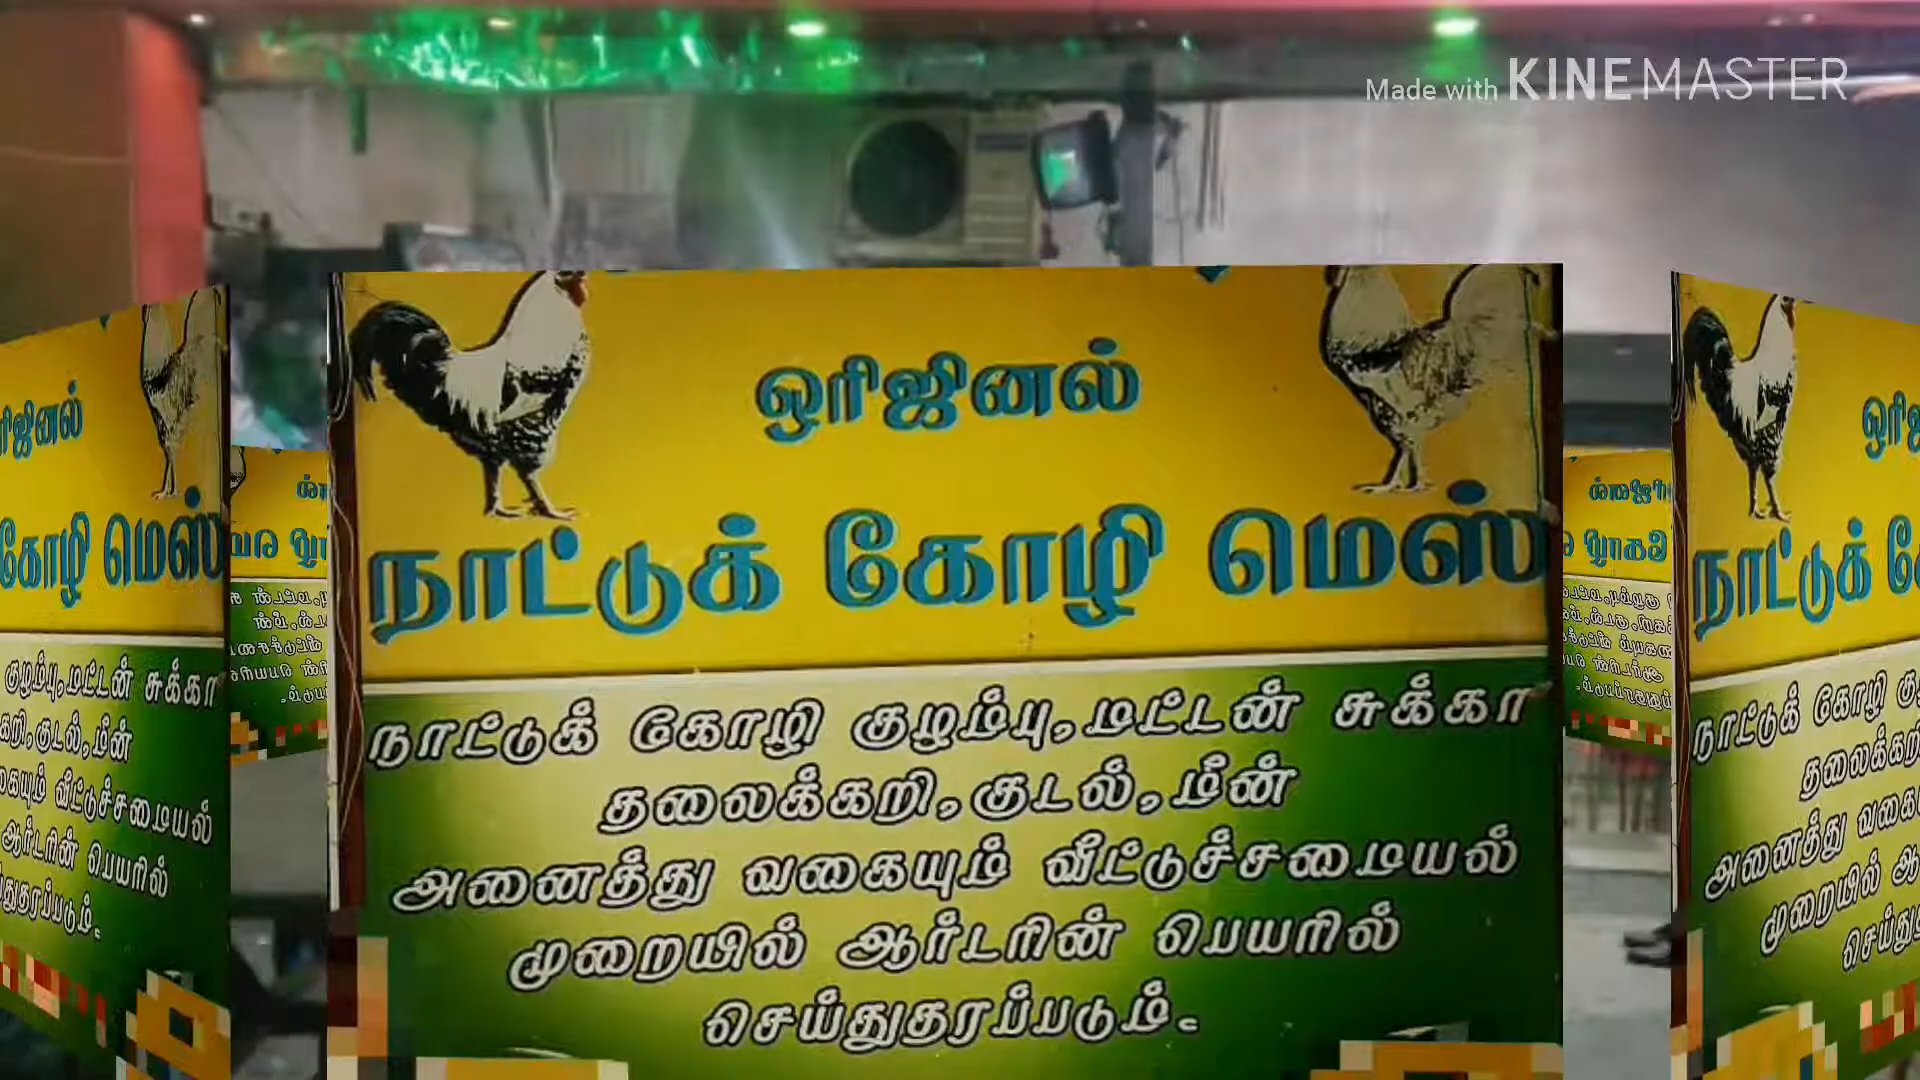 Made with KINEMASTER
ஒரிஜினல்
நாட்டுக் கோழி மெஸ்
நாட்டுக் கோழி குழம்பு,மட்டன் சுக்கா
தலைக்கறி,குடல்,மீன்
அனைத்து வகையும் வீட்டுச்சமையல்
முறையில் ஆர்டரின் பெயரில்
செய்துதரப்படும்.